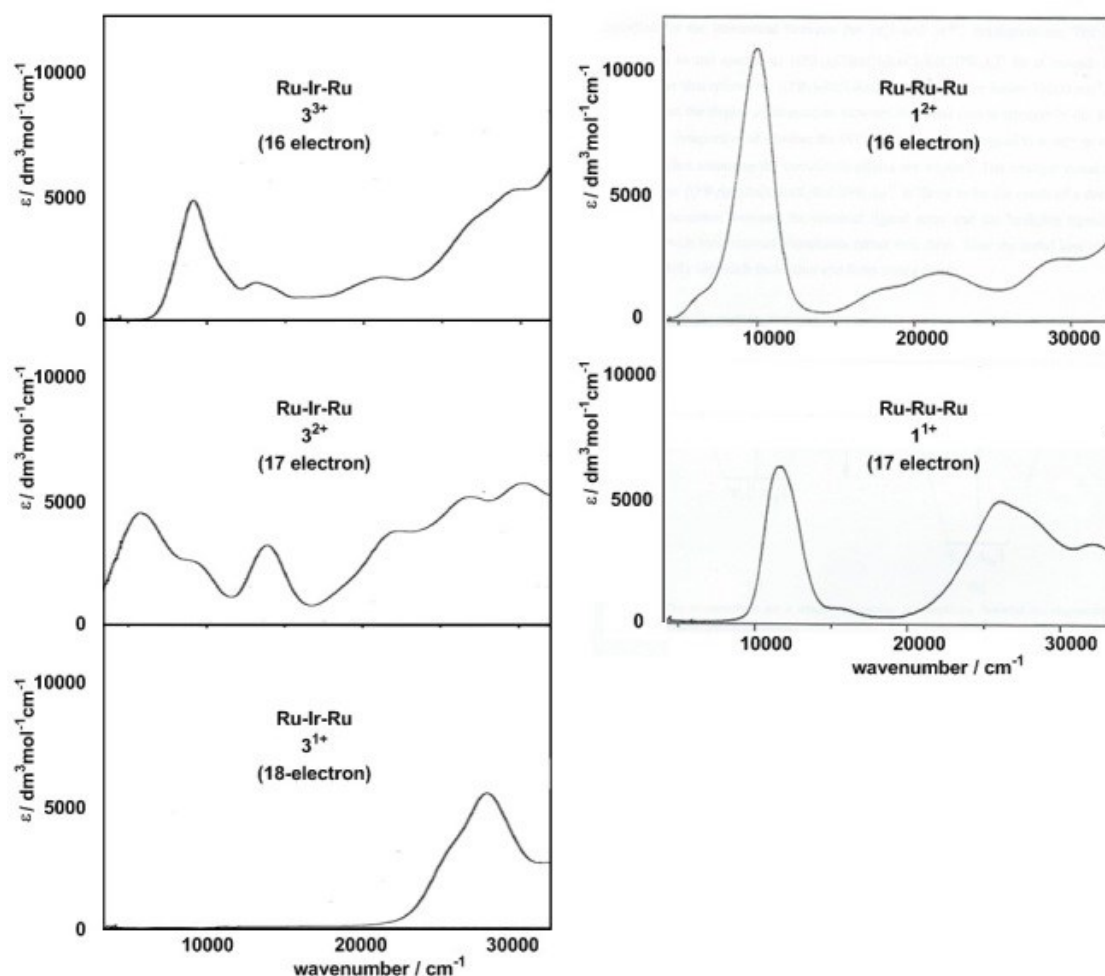 10000
5000
0
ε/ dm³mol⁻¹cm⁻¹
Ru-Ir-Ru
3³⁺
(16 electron)
10000
5000
0
ε/ dm³mol⁻¹cm⁻¹
Ru-Ir-Ru
3²⁺
(17 electron)
10000
5000
0
ε/ dm³mol⁻¹cm⁻¹
Ru-Ir-Ru
3¹⁺
(18-electron)
10000 20000 30000
wavenumber / cm⁻¹
10000
5000
0
ε/ dm³mol⁻¹cm⁻¹
Ru-Ru-Ru
1²⁺
(16 electron)
10000 20000 30000
10000
5000
0
ε/ dm³mol⁻¹cm⁻¹
Ru-Ru-Ru
1¹⁺
(17 electron)
10000 20000 30000
wavenumber / cm⁻¹